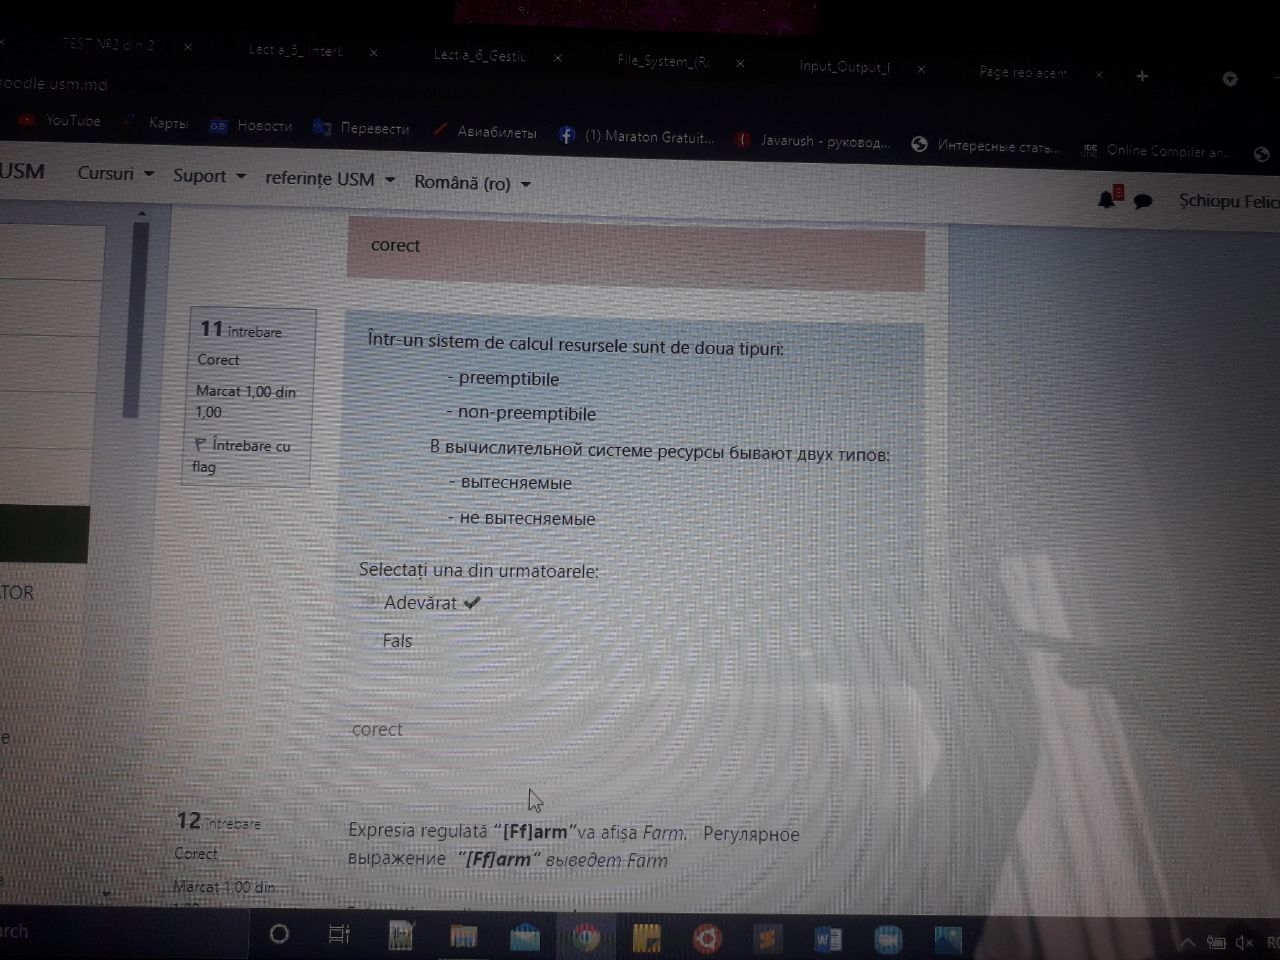 TEST №2 din 2
Lectia_5_
Lectia_6_Gestiu
File_System_(Ru
Input_Output_I
Page replacem
oodle.usm.md
YouTube
Карты
Новости
Перевести
Авиабилеты
(1) Maraton Gratuit...
Javarush - руковод...
Интересные стать...
Online Compiler an...
USM
Cursuri
Suport
referințe USM
Română (ro)
3
Șchiopu Felici
corect
11 întrebare
Corect
Marcat 1,00 din
1,00
Întrebare cu
flag
Într-un sistem de calcul resursele sunt de doua tipuri:
- preemptibile
- non-preemptibile
В вычислительной системе ресурсы бывают двух типов:
- вытесняемые
- не вытесняемые
Selectați una din urmatoarele:
Adevărat
Fals
TOR
corect
e
12 întrebare
Corect
Marcat 1,00 din
Expresia regulată “[Ff]arm”va afișa Farm. Регулярное
выражение “[Ff]arm” выведет Farm
arch